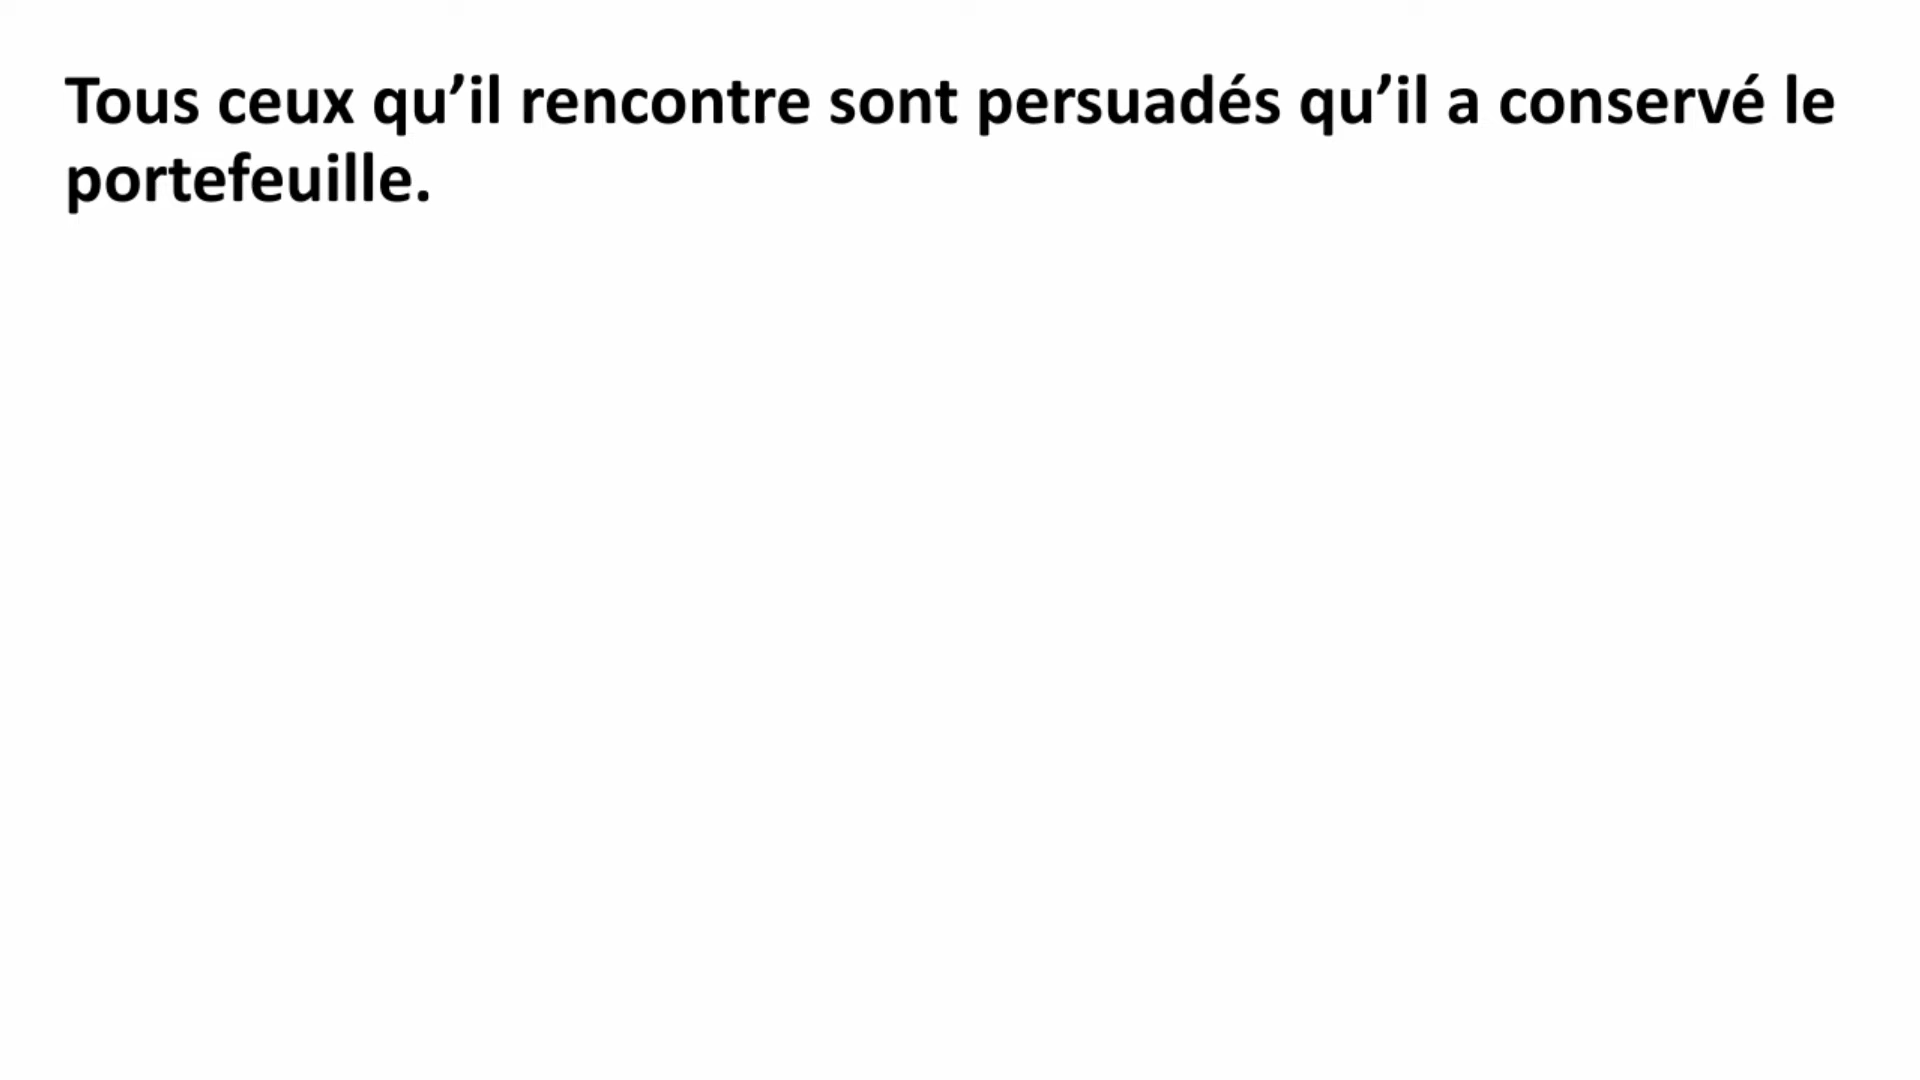 Tous ceux qu’il rencontre sont persuadés qu’il a conservé le
portefeuille.